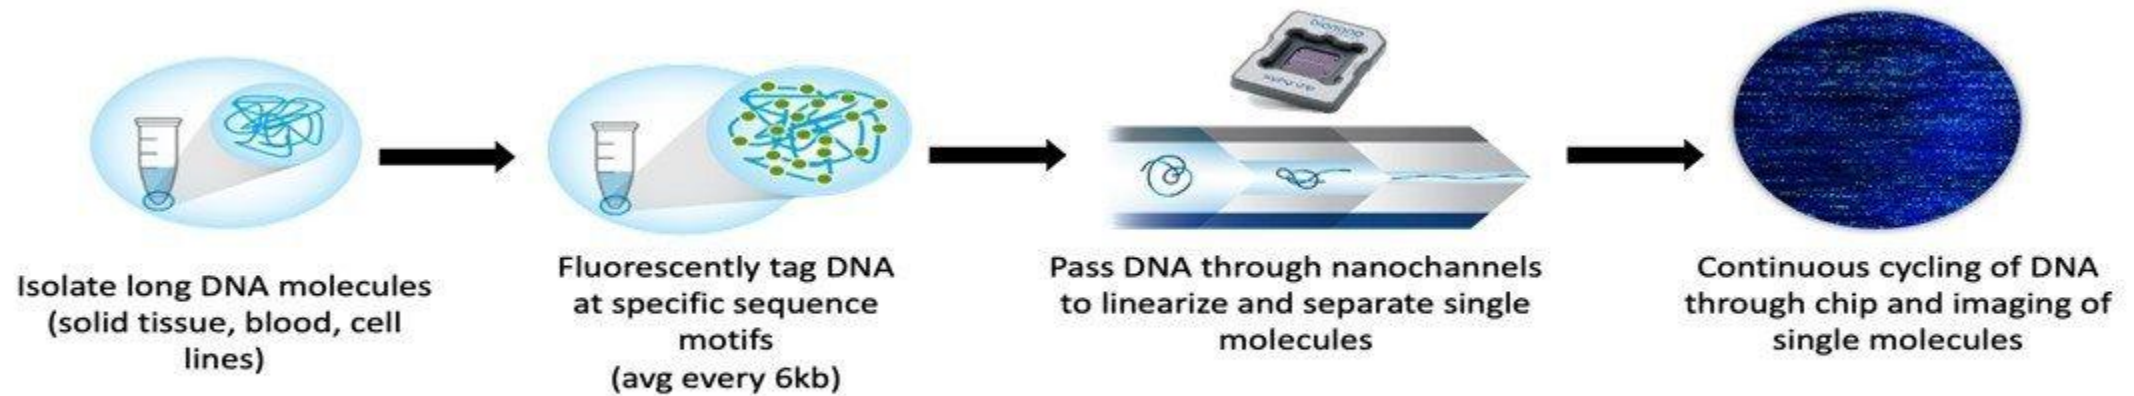 bionano
Isolate long DNA molecules
(solid tissue, blood, cell
lines)
Fluorescently tag DNA
at specific sequence
motifs
(avg every 6kb)
Pass DNA through nanochannels
to linearize and separate single
molecules
Continuous cycling of DNA
through chip and imaging of
single molecules